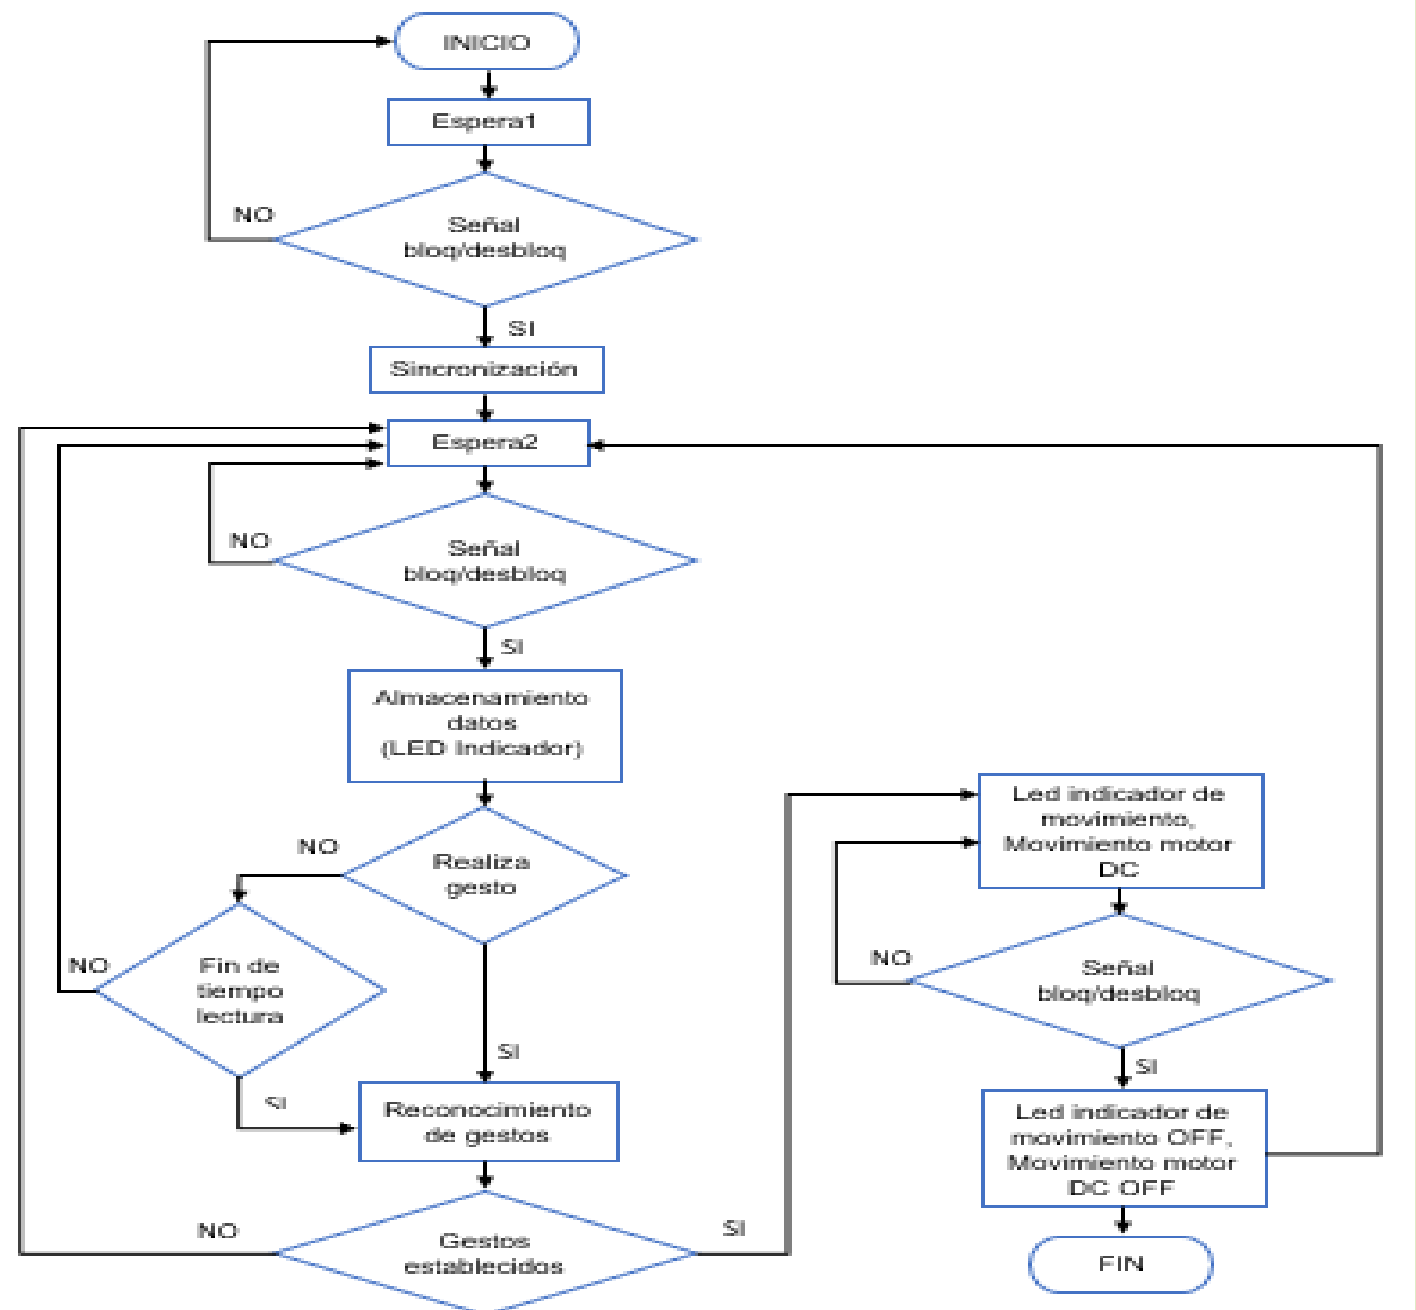 INICIO
Espera1
NO
Señal
bloq/desbloq
SI
Sincronización
Espera2
NO
Señal
bloq/desbloq
SI
Almacenamiento
datos
(LED Indicador)
NO
Realiza
gesto
NO
Fin de
tiempo
lectura
SI
SI
Reconocimiento
de gestos
NO
Gestos
establecidos
SI
Led indicador de
movimiento,
Movimiento motor
DC
NO
Señal
bloq/desbloq
SI
Led indicador de
movimiento OFF,
Movimiento motor
DC OFF
FIN